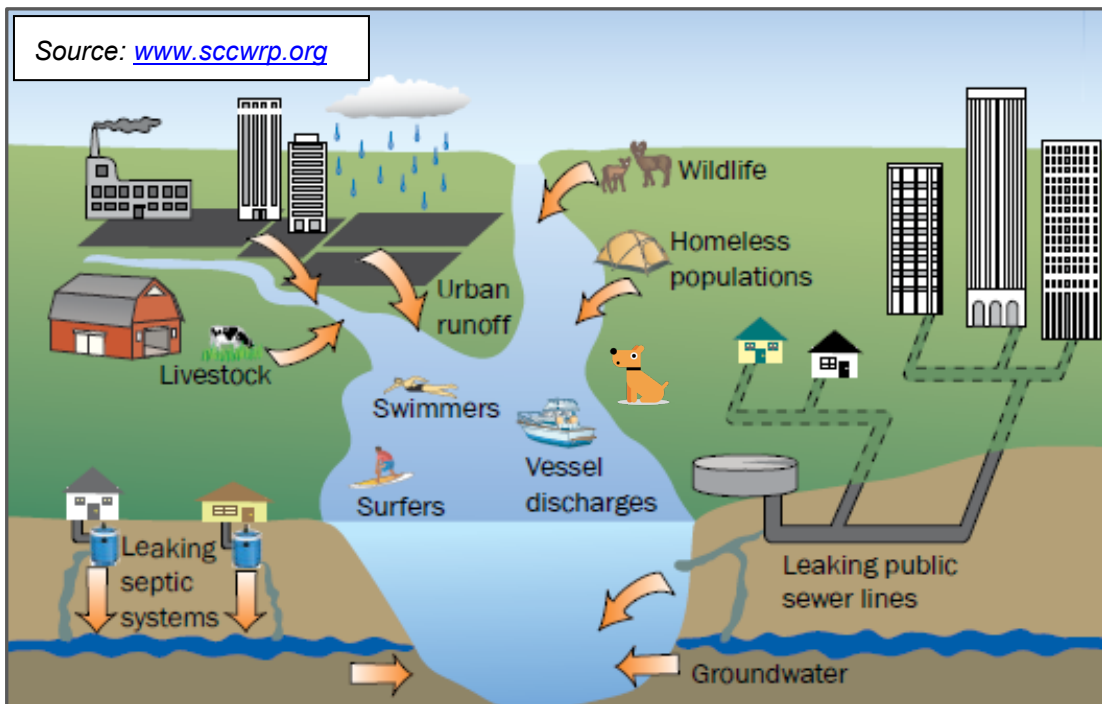 Source: www.sccwrp.org
Wildlife
Homeless
populations
Urban
runoff
Livestock
Swimmers
Vessel
discharges
Surfers
Leaking
septic
systems
Leaking public
sewer lines
Groundwater